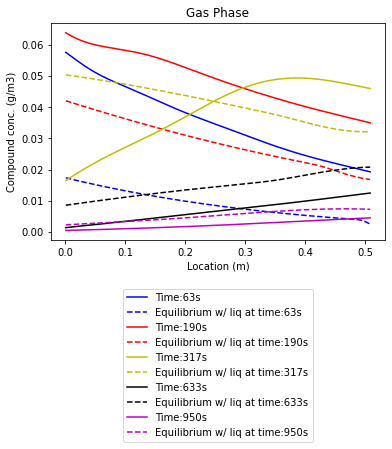 Gas Phase
Compound conc. (g/m3)
0.06
0.05
0.04
0.03
0.02
0.01
0.00
0.0 0.1 0.2 0.3 0.4 0.5
Location (m)
Time:63s
Equilibrium w/ liq at time:63s
Time:190s
Equilibrium w/ liq at time:190s
Time:317s
Equilibrium w/ liq at time:317s
Time:633s
Equilibrium w/ liq at time:633s
Time:950s
Equilibrium w/ liq at time:950s